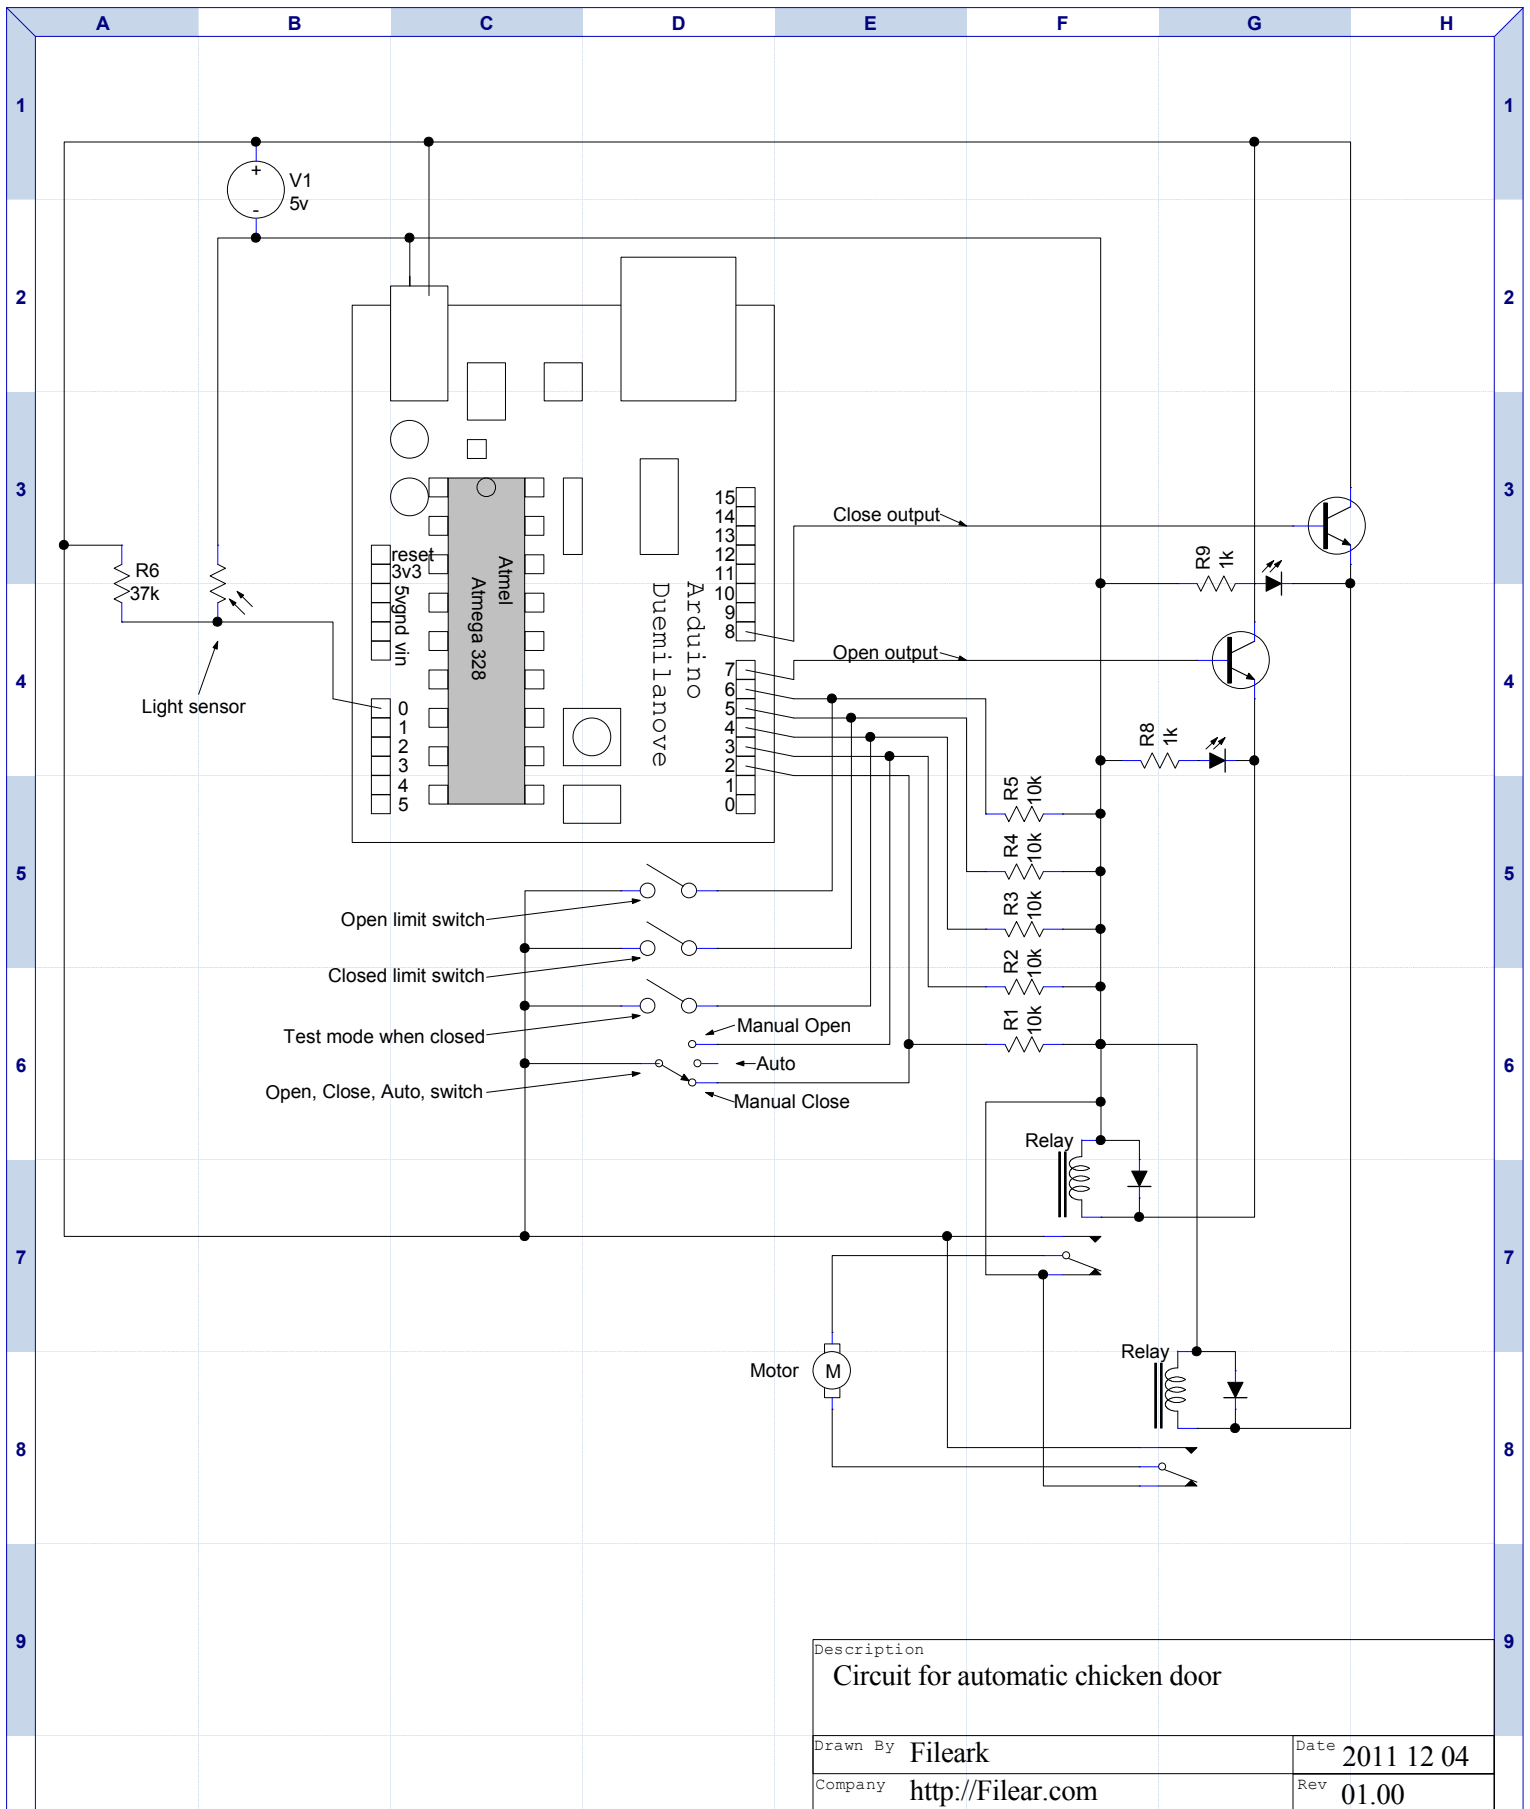 A B C D E F G H
1 1
V1
5v
+
-
2 2
3 3
15
14
13
12
11
10
9
8
Close output
reset
3v3
5v
gnd
vin
Atmel
Atmega 328
Arduino
Duemilanove
R6
37k
R9
1k
4 4
7
6
5
4
3
2
1
0
Open output
Light sensor
0
1
2
3
4
5
R8
1k
R5
10k
5 5
R4
10k
Open limit switch
R3
10k
Closed limit switch
R2
10k
Test mode when closed
Manual Open
R1
10k
6 6
Auto
Open, Close, Auto, switch
Manual Close
Relay
7 7
Motor
M
Relay
8 8
9 9
Description
Circuit for automatic chicken door
Drawn By Fileark
Date 2011 12 04
Company http://Filear.com
Rev 01.00